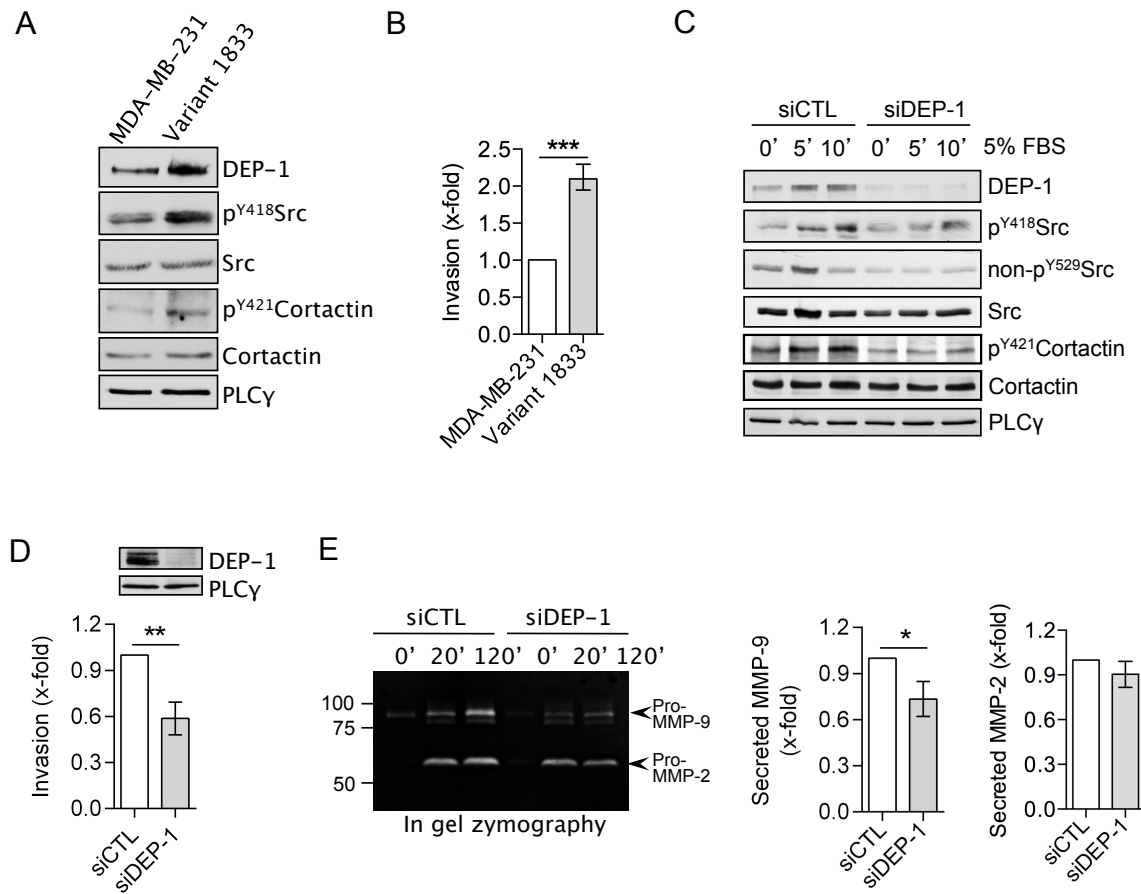 A
MDA-MB-231
Variant 1833
DEP-1
pY418Src
Src
pY421Cortactin
Cortactin
PLCγ
B
Invasion (x-fold)
2.5
2.0
1.5
1.0
0.5
0.0
***
MDA-MB-231
Variant 1833
C
siCTL siDEP-1
0' 5' 10' 0' 5' 10' 5% FBS
DEP-1
pY418Src
non-pY529Src
Src
pY421Cortactin
Cortactin
PLCγ
D
DEP-1
PLCγ
Invasion (x-fold)
1.2
0.9
0.6
0.3
0.0
**
siCTL
siDEP-1
E
siCTL siDEP-1
0' 20' 120' 0' 20' 120'
100
75
50
Pro-
MMP-9
Pro-
MMP-2
In gel zymography
Secreted MMP-9
(x-fold)
1.2
0.9
0.6
0.3
0.0
*
siCTL
siDEP-1
Secreted MMP-2 (x-fold)
1.2
0.9
0.6
0.3
0.0
siCTL
siDEP-1